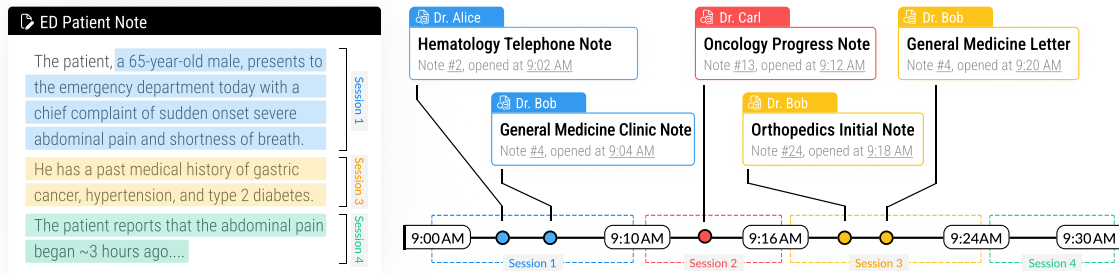 ED Patient Note
The patient, a 65-year-old male, presents to
the emergency department today with a
chief complaint of sudden onset severe
abdominal pain and shortness of breath.
Session 1
He has a past medical history of gastric
cancer, hypertension, and type 2 diabetes.
Session 3
The patient reports that the abdominal pain
began ~3 hours ago....
Session 4
Dr. Alice
Hematology Telephone Note
Note #2, opened at 9:02 AM
Dr. Bob
General Medicine Clinic Note
Note #4, opened at 9:04 AM
Dr. Carl
Oncology Progress Note
Note #13, opened at 9:12 AM
Dr. Bob
Orthopedics Initial Note
Note #24, opened at 9:18 AM
Dr. Bob
General Medicine Letter
Note #4, opened at 9:20 AM
9:00 AM
9:10 AM
9:16 AM
9:24AM
9:30 AM
Session 1
Session 2
Session 3
Session 4